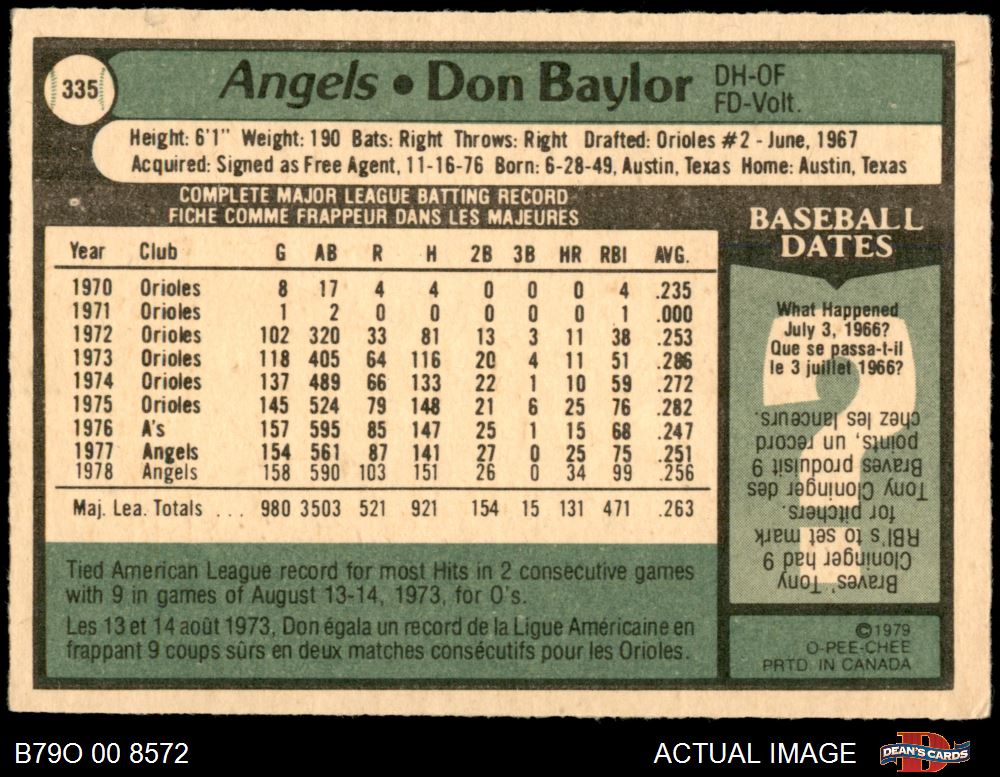 335
Angels • Don Baylor
DH-OF
FD-Volt.
Height: 6'1" Weight: 190 Bats: Right Throws: Right Drafted: Orioles #2 - June, 1967
Acquired: Signed as Free Agent, 11-16-76 Born: 6-28-49, Austin, Texas Home: Austin, Texas
COMPLETE MAJOR LEAGUE BATTING RECORD
FICHE COMME FRAPPEUR DANS LES MAJEURES
Year Club G AB R H 2B 3B HR RBI AVG.
1970 Orioles 8 17 4 4 0 0 0 4 .235
1971 Orioles 1 2 0 0 0 0 0 1 .000
1972 Orioles 102 320 33 81 13 3 11 38 .253
1973 Orioles 118 405 64 116 20 4 11 51 .286
1974 Orioles 137 489 66 133 22 1 10 59 .272
1975 Orioles 145 524 79 148 21 6 25 76 .282
1976 A's 157 595 85 147 25 1 15 68 .247
1977 Angels 154 561 87 141 27 0 25 75 .251
1978 Angels 158 590 103 151 26 0 34 99 .256
Maj. Lea. Totals ... 980 3503 521 921 154 15 131 471 .263
Tied American League record for most Hits in 2 consecutive games
with 9 in games of August 13-14, 1973, for O's.
Les 13 et 14 août 1973, Don égala un record de la Ligue Américaine en
frappant 9 coups sûrs en deux matches consécutifs pour les Orioles.
BASEBALL
DATES
What Happened
July 3, 1966?
Que se passa-t-il
le 3 juillet 1966?
Braves' Tony
Cloninger had 9
RBI's to set mark
for pitchers.
Tony Cloninger des
Braves produisit 9
points, un record
chez les lanceurs.
©1979
O-PEE-CHEE
PRTD. IN CANADA
B79O 00 8572
ACTUAL IMAGE
DEAN'S CARDS